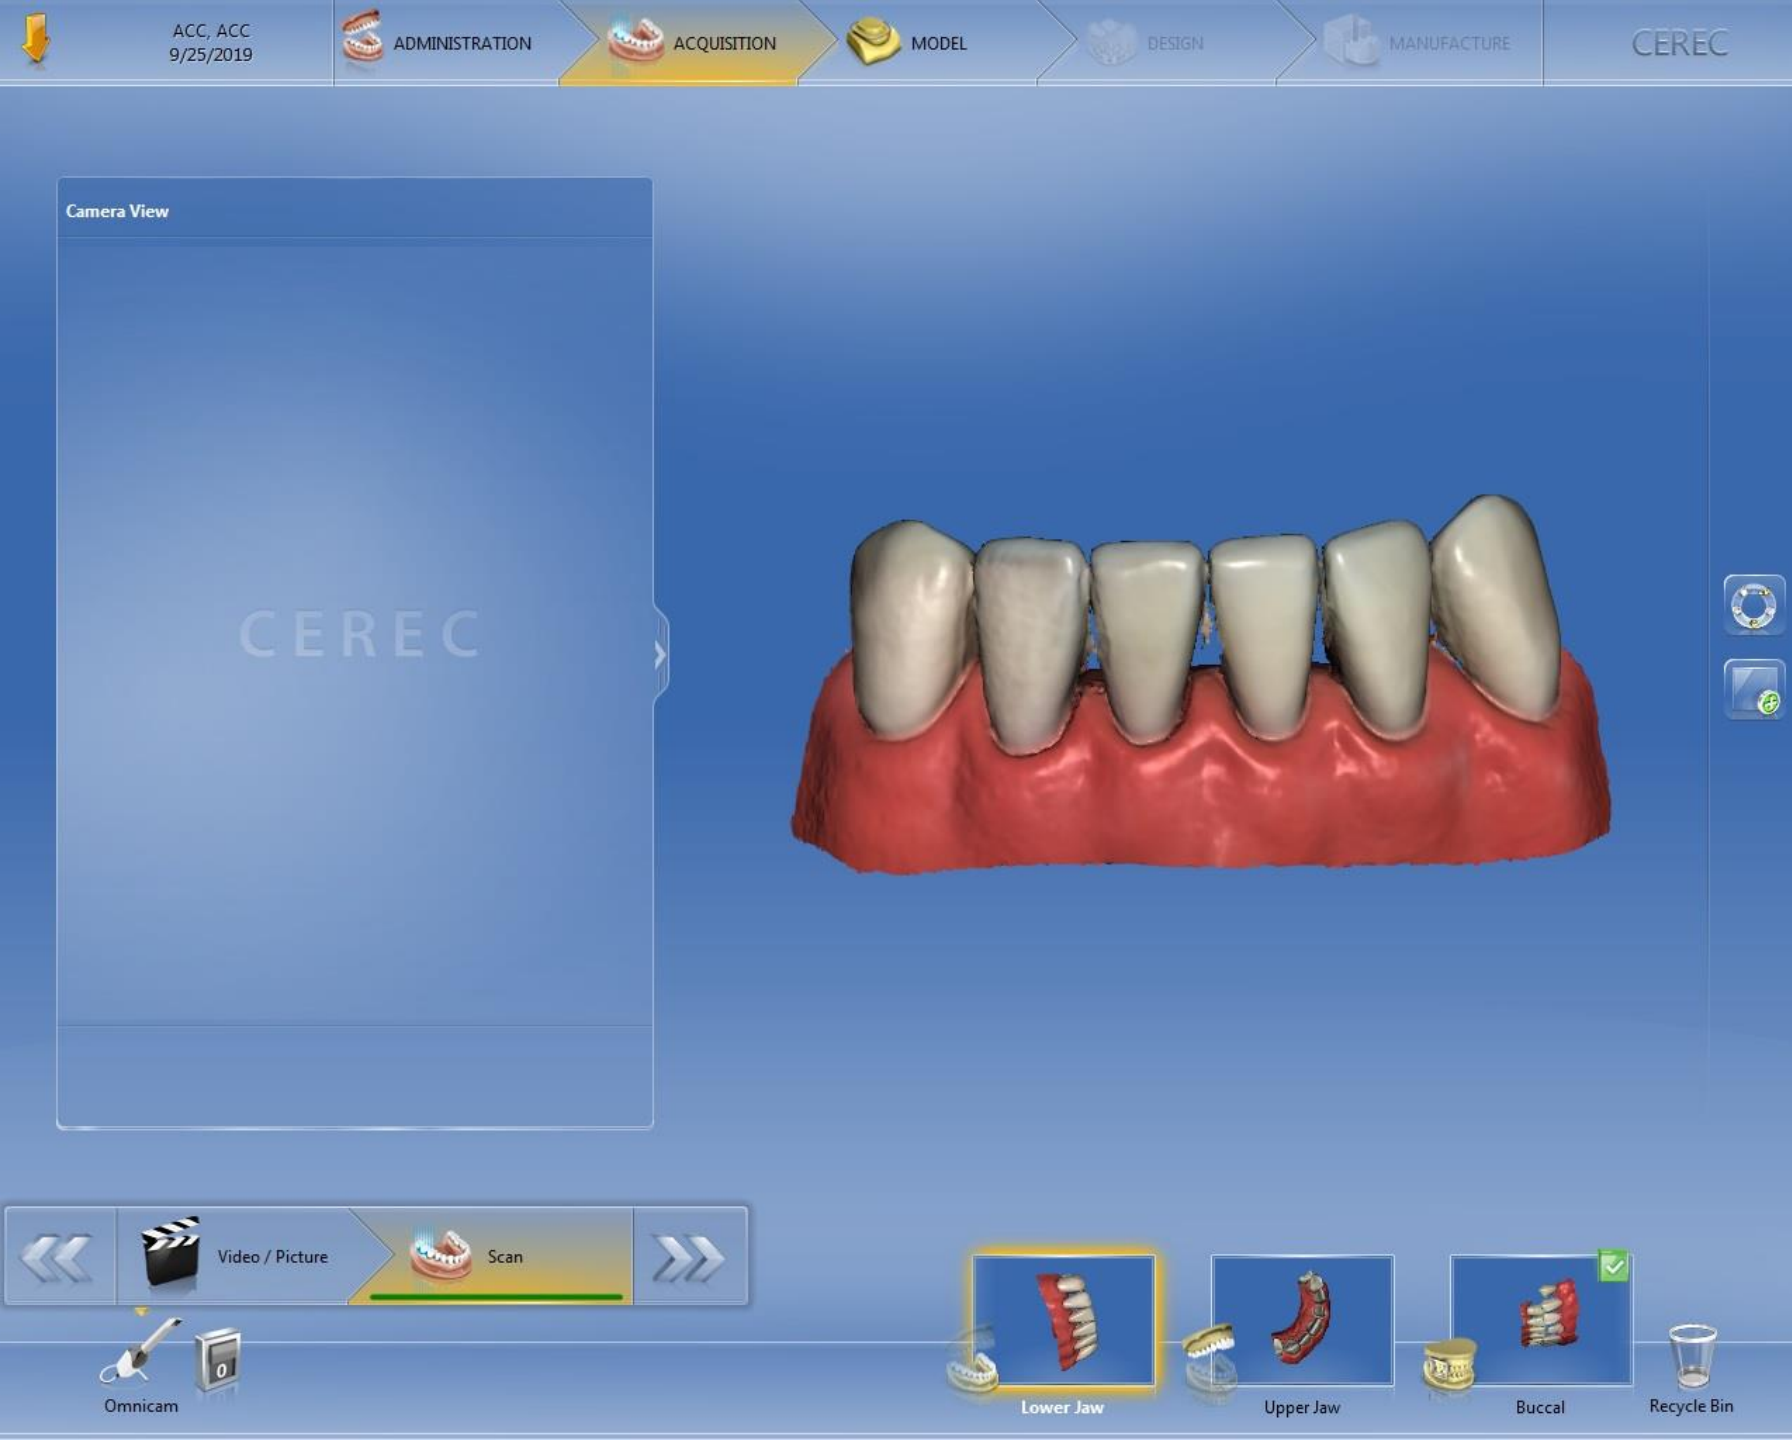 ACC, ACC
9/25/2019
ADMINISTRATION
ACQUISITION
MODEL
DESIGN
MANUFACTURE
CEREC
Camera View
CEREC
Video / Picture
Scan
0
Omnicam
Lower Jaw
Upper Jaw
Buccal
Recycle Bin